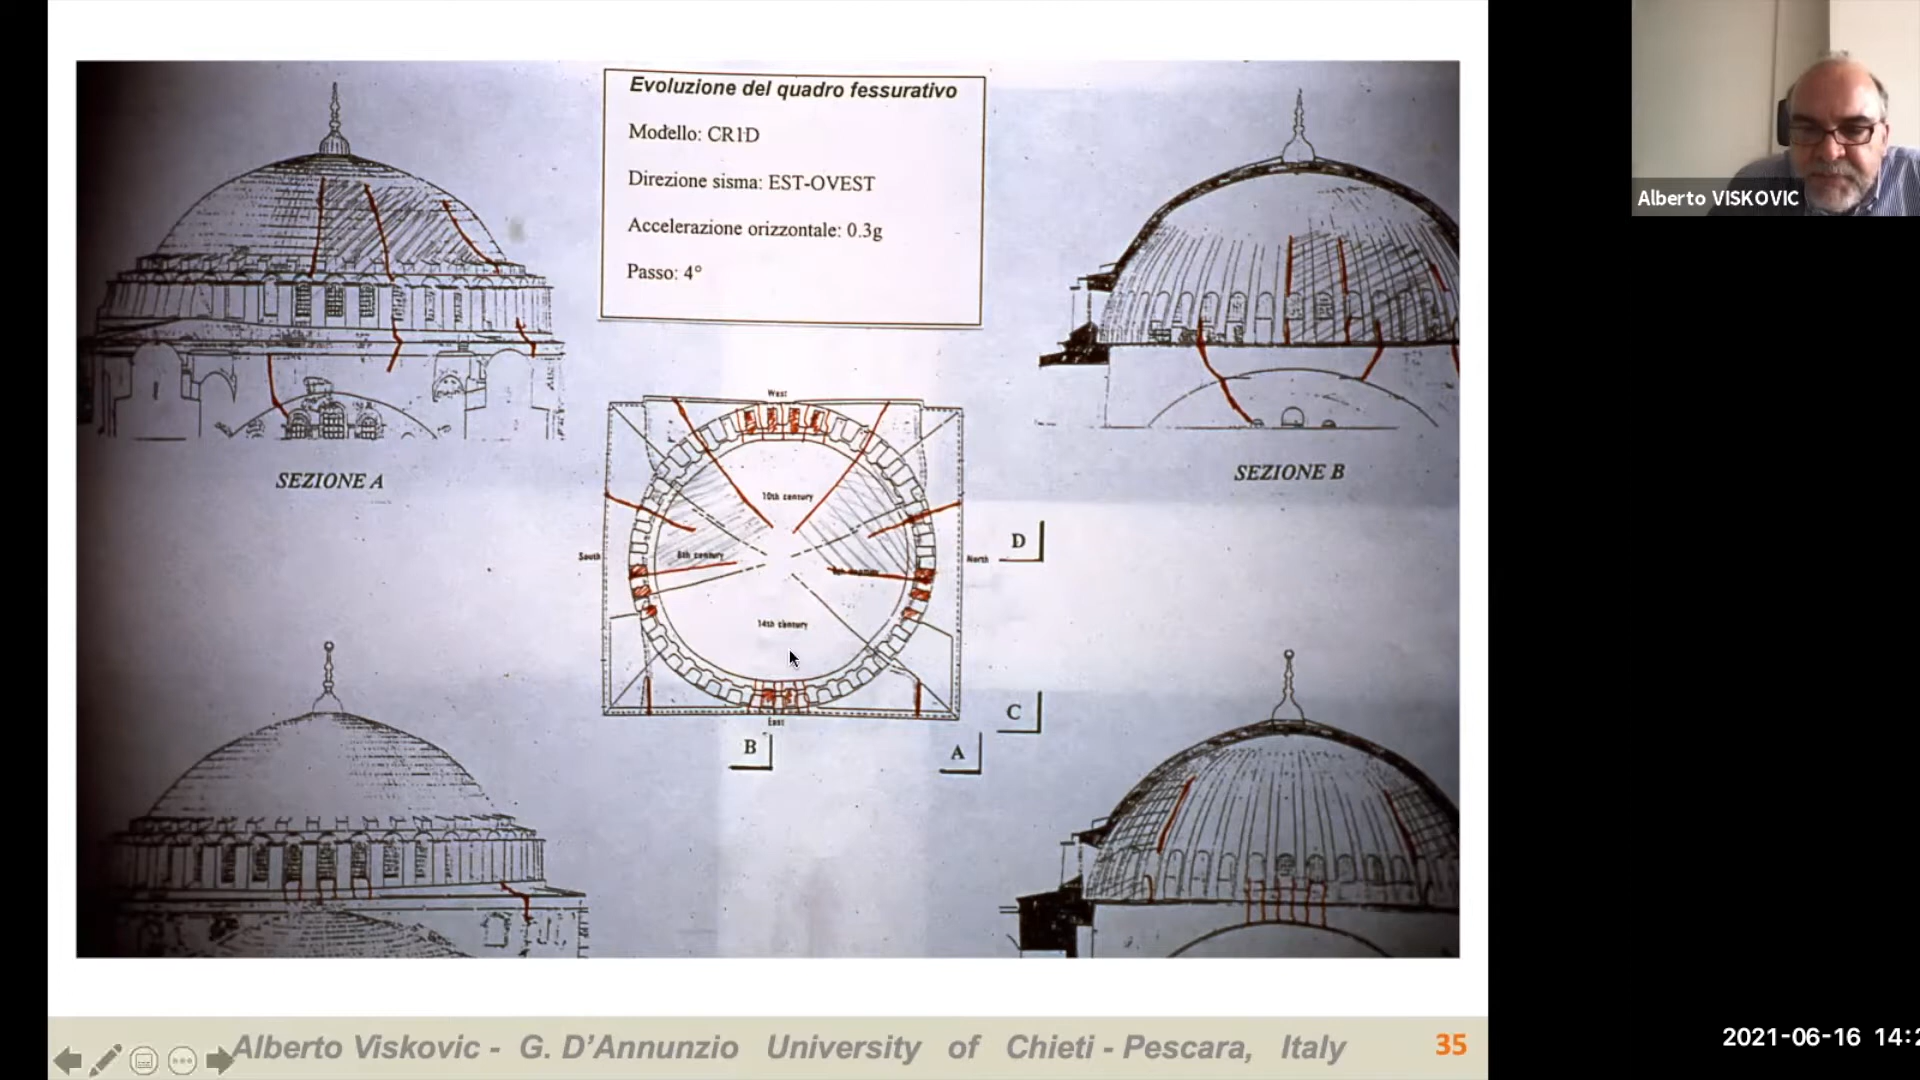 Evoluzione del quadro fessurativo
Modello: CR1D
Direzione sisma: EST-OVEST
Accelerazione orizzontale: 0.3g
Passo: 4°
Alberto VISKOVIC
SEZIONE A
SEZIONE B
West
10th century
South
8th century
North
14th century
East
D
C
B
A
Alberto Viskovic - G. D'Annunzio University of Chieti - Pescara, Italy
35
2021-06-16 14:2